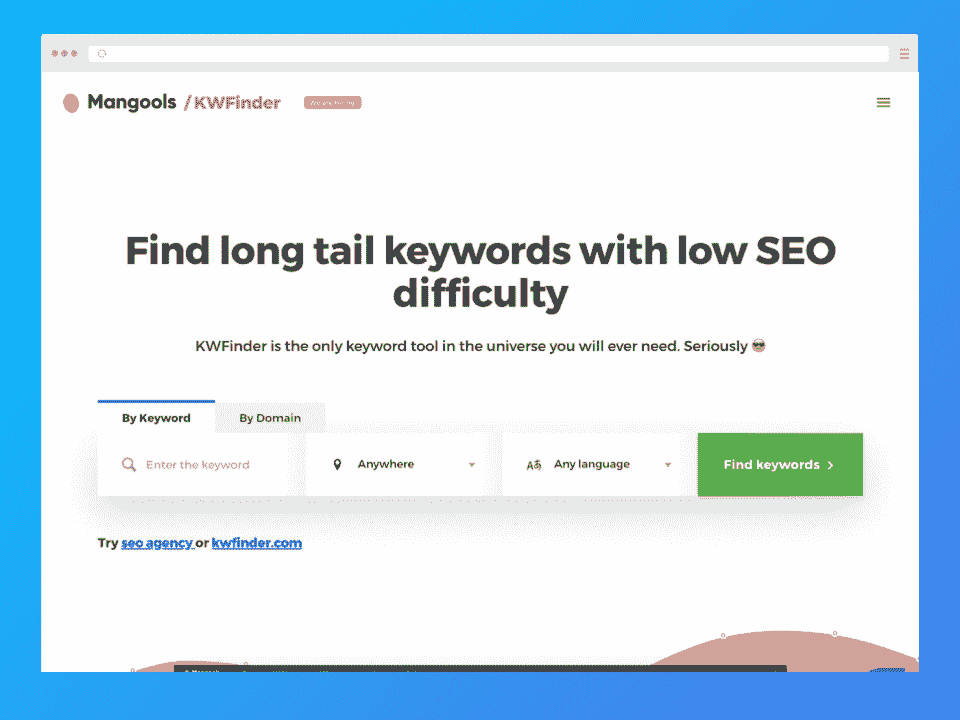 Mangools / KWFinder
Find long tail keywords with low SEO
difficulty
KWFinder is the only keyword tool in the universe you will ever need. Seriously 😎
By Keyword By Domain
Enter the keyword Anywhere Any language Find keywords
Try seo agency or kwfinder.com